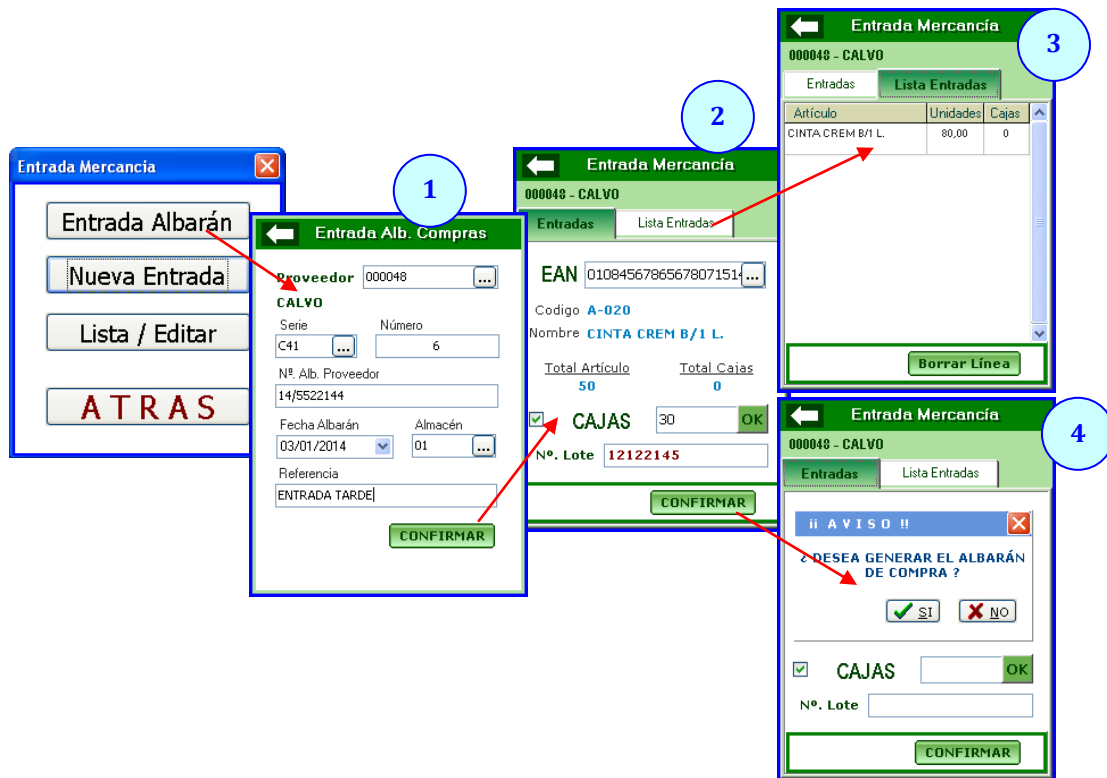 Entrada Mercancia
Entrada Albarán
Nueva Entrada
Lista / Editar
ATRAS
1
Entrada Alb. Compras
Proveedor 000048 ...
CALVO
Serie Número
C41 ... 6
Nº. Alb. Proveedor
14/5522144
Fecha Albarán Almacén
03/01/2014 01 ...
Referencia
ENTRADA TARDE
CONFIRMAR
2
Entrada Mercancía
000048 - CALVO
Entradas Lista Entradas
EAN 01084567865678071514 ...
Codigo A-020
Nombre CINTA CREM B/1 L.
Total Artículo Total Cajas
50 0
CAJAS 30 OK
Nº. Lote 12122145
CONFIRMAR
3
Entrada Mercancía
000048 - CALVO
Entradas Lista Entradas
Artículo Unidades Cajas
CINTA CREM B/1 L. 80,00 0
Borrar Línea
4
Entrada Mercancía
000048 - CALVO
Entradas Lista Entradas
¡¡ A V I S O !!
¿ DESEA GENERAR EL ALBARÁN
DE COMPRA ?
SI NO
CAJAS OK
Nº. Lote
CONFIRMAR